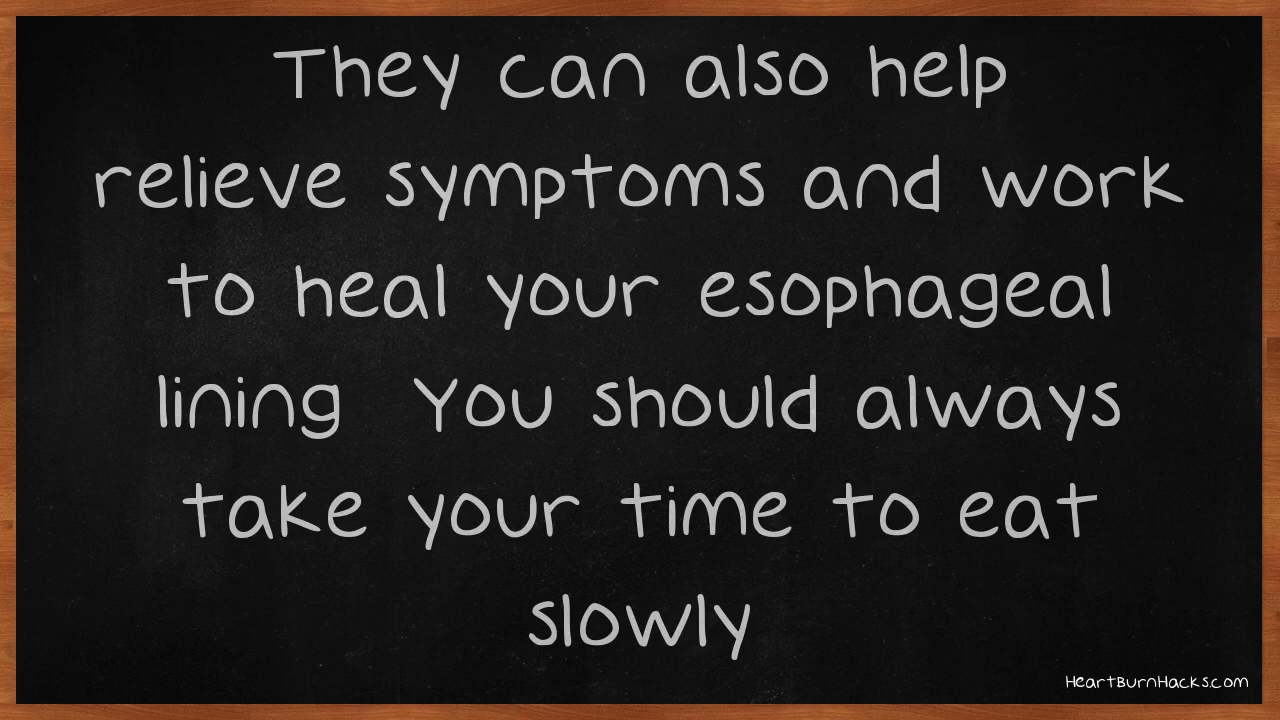 They can also help
relieve symptoms and work
to heal your esophageal
lining  You should always
take your time to eat
slowly
HeartBurnHacks.com